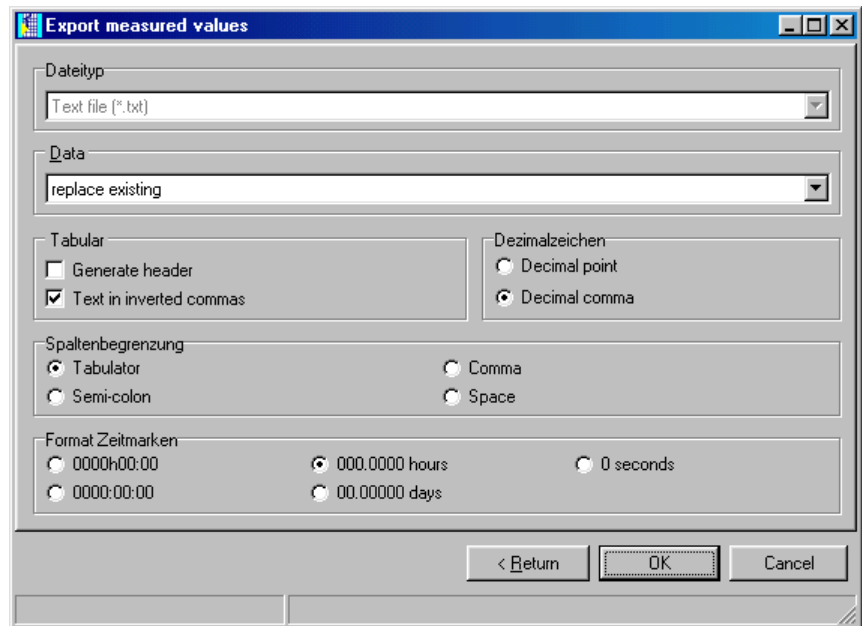 Export measured values
Dateityp
Text file (*.txt)
Data
replace existing
Tabular
Generate header
Text in inverted commas
Dezimalzeichen
Decimal point
Decimal comma
Spaltenbegrenzung
Tabulator
Comma
Semi-colon
Space
Format Zeitmarken
0000h00:00
000.0000 hours
0 seconds
0000:00:00
00.00000 days
< Return
OK
Cancel